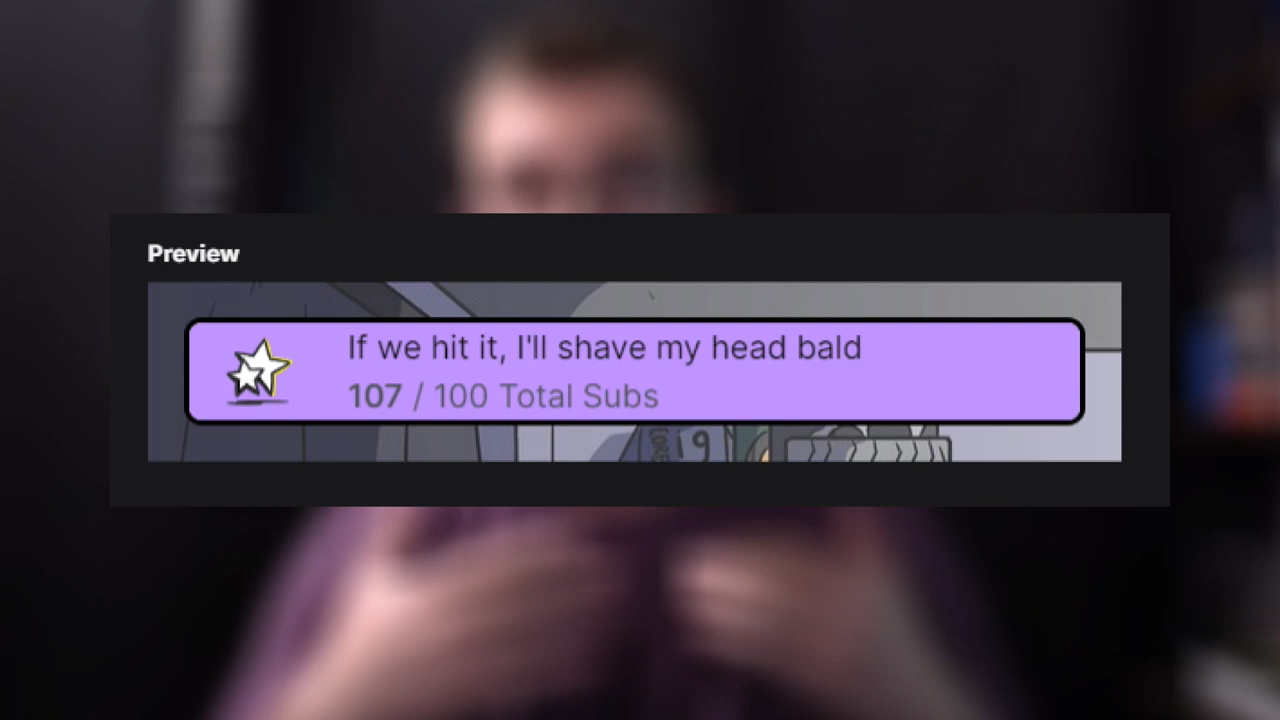 Preview
If we hit it, I'll shave my head bald
107 / 100 Total Subs